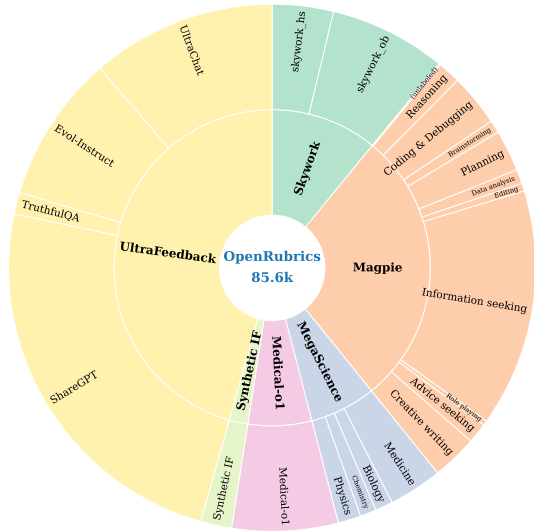 OpenRubrics
85.6k
Skywork
Magpie
MegaScience
Medical-o1
Synthetic IF
UltraFeedback
skywork_hs
skywork_ob
(unlabeled)
Reasoning
Coding & Debugging
Brainstorming
Planning
Data analysis
Editing
Information seeking
Role playing
Advice seeking
Creative writing
Medicine
Biology
Chemistry
Physics
Medical-o1
Synthetic IF
ShareGPT
TruthfulQA
Evol-Instruct
UltraChat